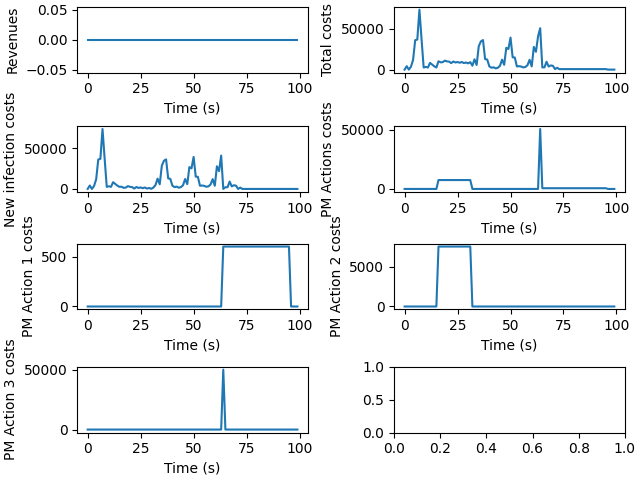 Revenues
0.05
0.00
−0.05
0 25 50 75 100
Time (s)
Total costs
50000
0
0 25 50 75 100
Time (s)
New infection costs
50000
0
0 25 50 75 100
Time (s)
PM Actions costs
50000
0
0 25 50 75 100
Time (s)
PM Action 1 costs
500
0
0 25 50 75 100
Time (s)
PM Action 2 costs
5000
0
0 25 50 75 100
Time (s)
PM Action 3 costs
50000
0
0 25 50 75 100
Time (s)
1.0
0.5
0.0
0.0 0.2 0.4 0.6 0.8 1.0